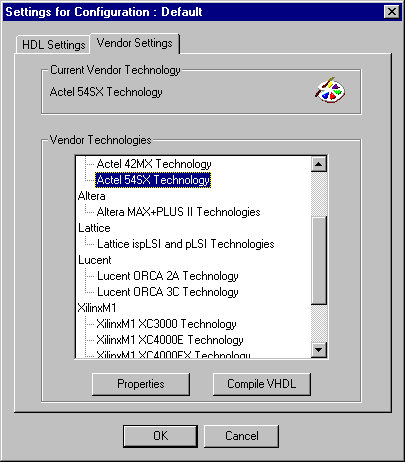 Settings for Configuration : Default
HDL Settings
Vendor Settings
Current Vendor Technology
Actel 54SX Technology
Vendor Technologies
Actel 42MX Technology
Actel 54SX Technology
Altera
Altera MAX+PLUS II Technologies
Lattice
Lattice ispLSI and pLSI Technologies
Lucent
Lucent ORCA 2A Technology
Lucent ORCA 3C Technology
XilinxM1
XilinxM1 XC3000 Technology
XilinxM1 XC4000E Technology
XilinxM1 XC4000EX Technology
Properties
Compile VHDL
OK
Cancel